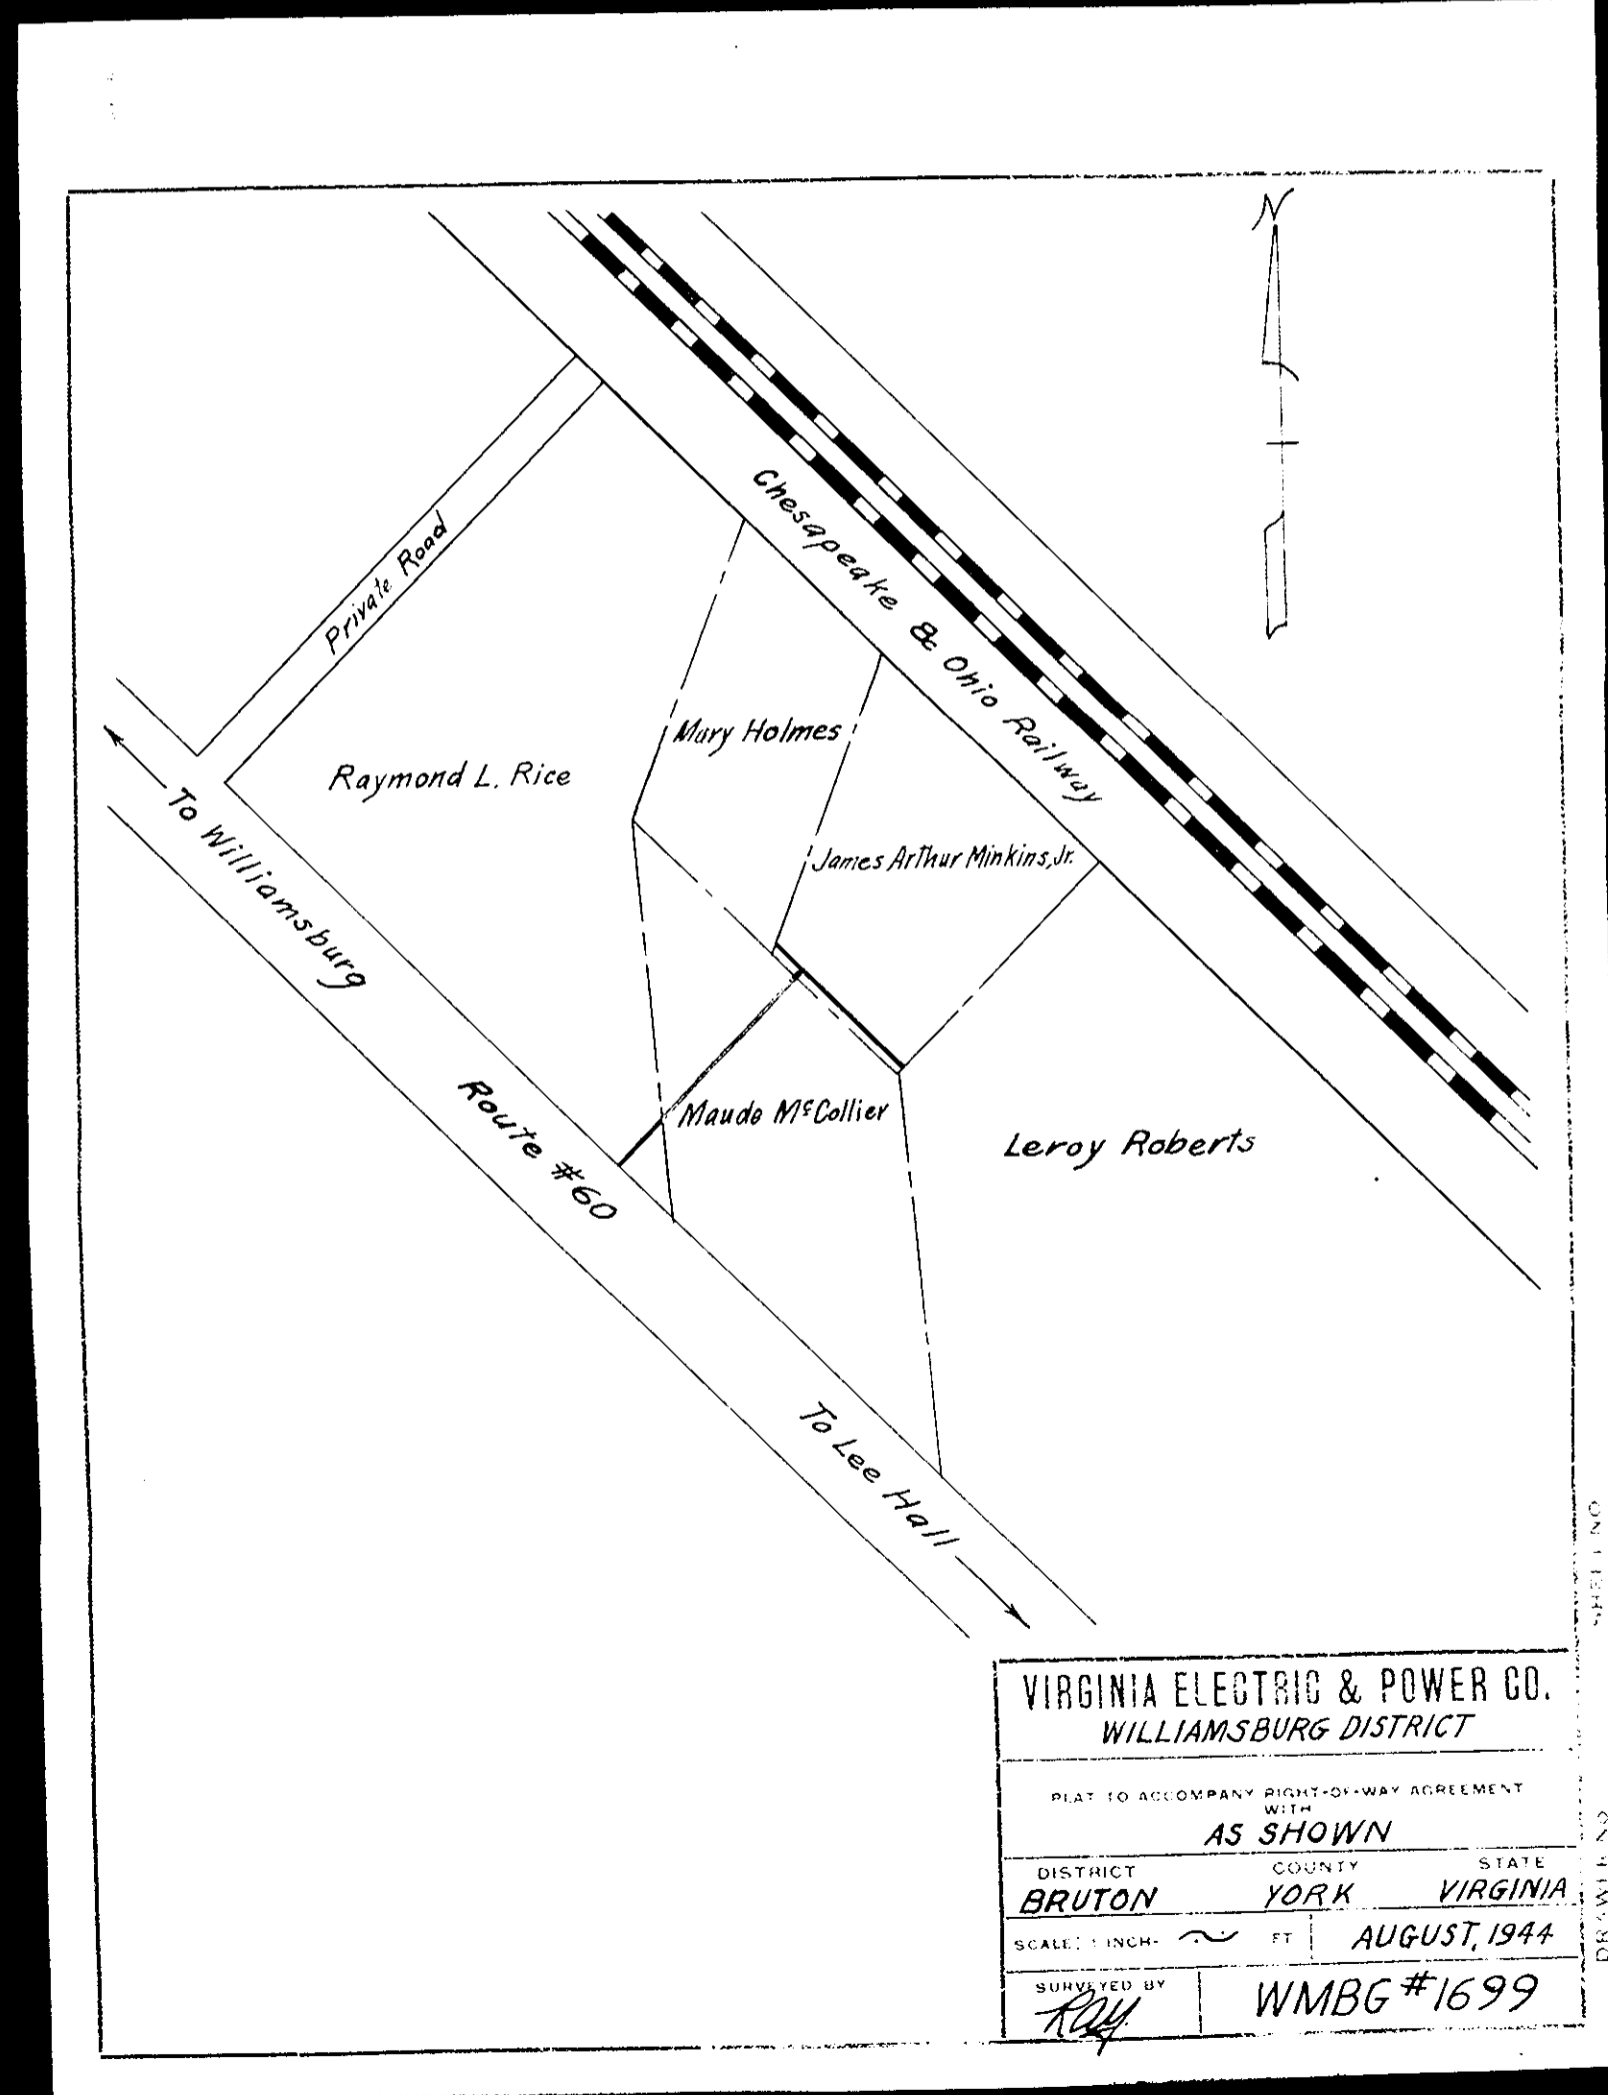 N
Chesapeake & Ohio Railway
Private Road
Mary Holmes
Raymond L. Rice
To Williamsburg
James Arthur Minkins, Jr.
Maude McCollier
Leroy Roberts
Route #60
To Lee Hall
VIRGINIA ELECTRIC & POWER CO.
WILLIAMSBURG DISTRICT
PLAT TO ACCOMPANY RIGHT-OF-WAY AGREEMENT
WITH
AS SHOWN
DISTRICT COUNTY STATE
BRUTON YORK VIRGINIA
SCALE: 1 INCH- ~ FT AUGUST, 1944
SURVEYED BY
RAY WMBG #1699